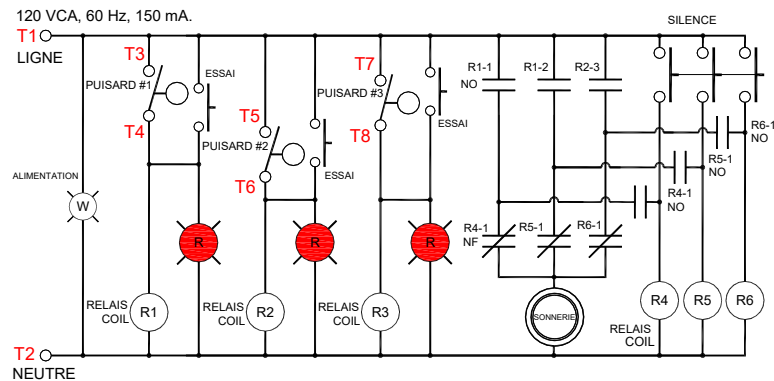 120 VCA, 60 Hz, 150 mA.
SILENCE
T1
LIGNE
T3
PUISARD #1
T4
ESSAI
T5
PUISARD #2
T6
ESSAI
T7
PUISARD #3
T8
ESSAI
R1-1
NO
R1-2
R2-3
R6-1
NO
R5-1
NO
R4-1
NO
ALIMENTATION
W
R
R
R
R4-1
NF
R5-1
R6-1
RELAIS
COIL
R1
RELAIS
COIL
R2
RELAIS
COIL
R3
SONNERIE
R4
R5
R6
RELAIS
COIL
T2
NEUTRE